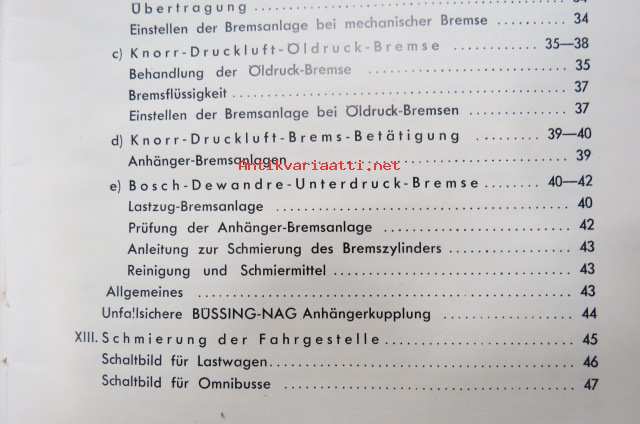 Übertragung . . . . . . . . . . . . . . . . . . . . 34
Einstellen der Bremsanlage bei mechanischer Bremse . . . . . . . . 34
c) Knorr-Druckluft-Öldruck-Bremse . . . . . . . . . 35—38
Behandlung der Öldruck-Bremse . . . . . . . . . . . . . . . . . 35
Bremsflüssigkeit . . . . . . . . . . . . . . . . . . . . . . . . . . 37
Einstellen der Bremsanlage bei Öldruck-Bremsen . . . . . . . . . . 37
d) Knorr-Druckluft-Brems-Betätigung . . . . . . . . 39—40
Anhänger-Bremsanlagen . . . . . . . . . . . . . . . . . . . . . . 39
Antikvariaatti.net
e) Bosch-Dewandre-Unterdruck-Bremse . . . . . . . 40—42
Lastzug-Bremsanlage . . . . . . . . . . . . . . . . . . . . . . . 40
Prüfung der Anhänger-Bremsanlage . . . . . . . . . . . . . . . . 42
Anleitung zur Schmierung des Bremszylinders . . . . . . . . . . . 43
Reinigung und Schmiermittel . . . . . . . . . . . . . . . . . . . . 43
Allgemeines . . . . . . . . . . . . . . . . . . . . . . . . . . . . 43
Unfallsichere BÜSSING-NAG Anhängerkupplung . . . . . . . . . . . 44
XIII. Schmierung der Fahrgestelle . . . . . . . . . . . . . . . . 45
Schaltbild für Lastwagen . . . . . . . . . . . . . . . . . . . . . . 46
Schaltbild für Omnibusse . . . . . . . . . . . . . . . . . . . . . . 47